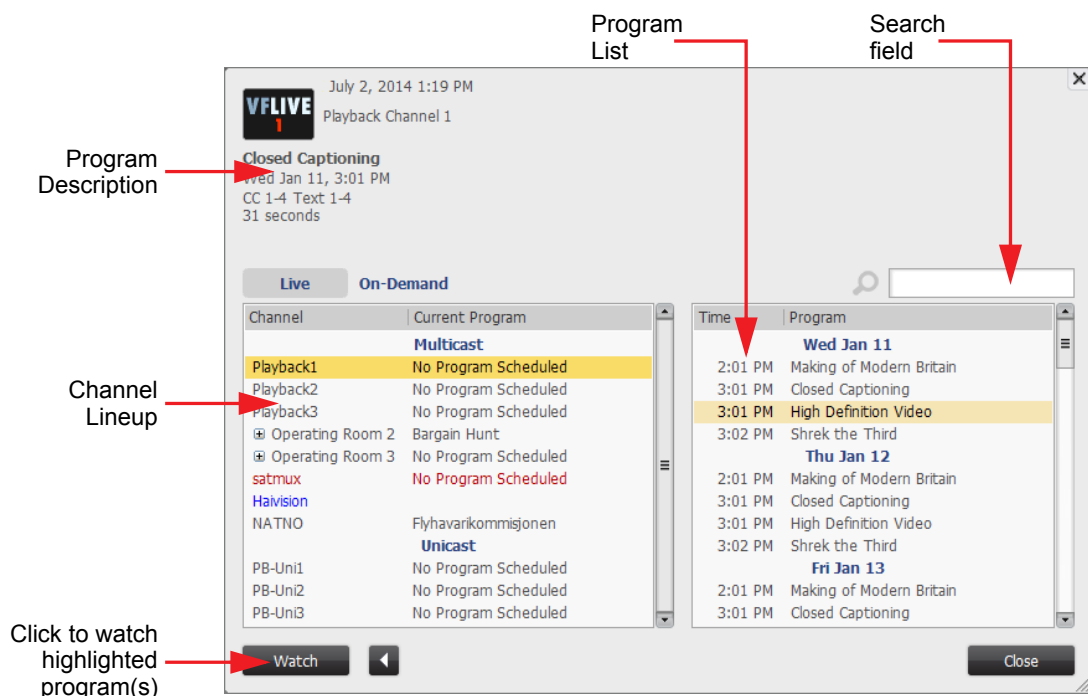 Program
List
Search
field
July 2, 2014 1:19 PM
VFLIVE
1
Playback Channel 1
Program
Description
Closed Captioning
Wed Jan 11, 3:01 PM
CC 1-4 Text 1-4
31 seconds
Live On-Demand
Channel Current Program
Multicast
Playback1 No Program Scheduled
Playback2 No Program Scheduled
Playback3 No Program Scheduled
Operating Room 2 Bargain Hunt
Operating Room 3 No Program Scheduled
satmux No Program Scheduled
Haivision
NATNO Flyhavarikommisjonen
Unicast
PB-Uni1 No Program Scheduled
PB-Uni2 No Program Scheduled
PB-Uni3 No Program Scheduled
Channel
Lineup
Time Program
Wed Jan 11
2:01 PM Making of Modern Britain
3:01 PM Closed Captioning
3:01 PM High Definition Video
3:02 PM Shrek the Third
Thu Jan 12
2:01 PM Making of Modern Britain
3:01 PM Closed Captioning
3:01 PM High Definition Video
3:02 PM Shrek the Third
Fri Jan 13
2:01 PM Making of Modern Britain
3:01 PM Closed Captioning
Click to watch
highlighted
program(s)
Watch
Close